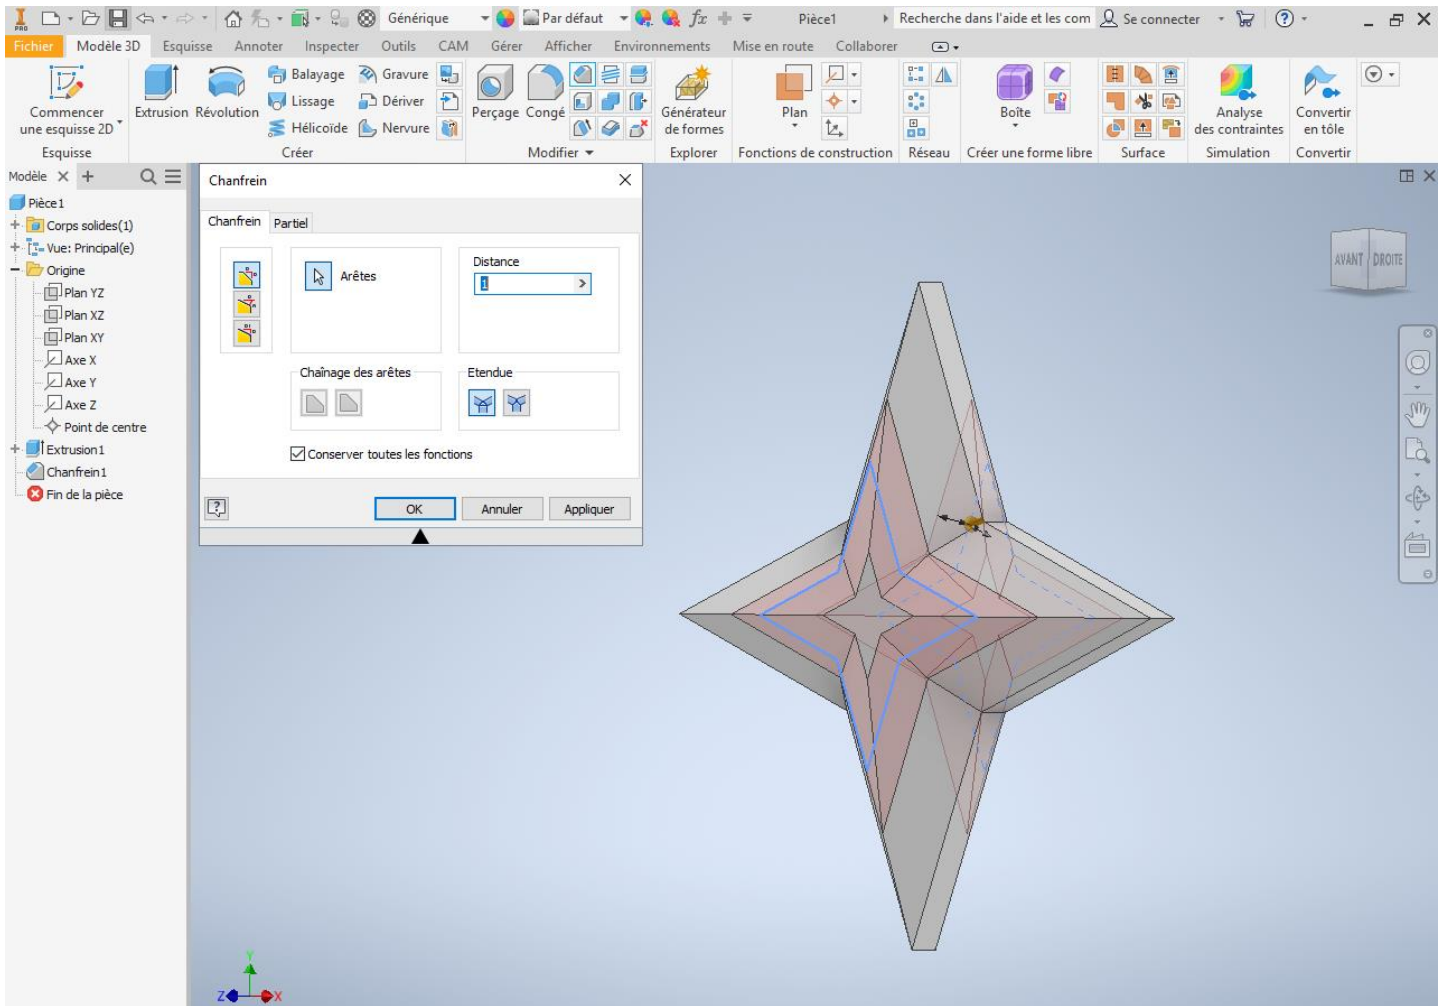 PRO
Générique
Par défaut
fx
Pièce1
Recherche dans l'aide et les com
Se connecter
Fichier
Modèle 3D
Esquisse
Annoter
Inspecter
Outils
CAM
Gérer
Afficher
Environnements
Mise en route
Collaborer
Commencer
une esquisse 2D
Extrusion
Révolution
Balayage
Lissage
Hélicoïde
Gravure
Dériver
Nervure
Perçage
Congé
Générateur
de formes
Plan
Boîte
Analyse
des contraintes
Convertir
en tôle
Esquisse
Créer
Modifier
Explorer
Fonctions de construction
Réseau
Créer une forme libre
Surface
Simulation
Convertir
Modèle
Pièce1
Corps solides(1)
Vue: Principal(e)
Origine
Plan YZ
Plan XZ
Plan XY
Axe X
Axe Y
Axe Z
Point de centre
Extrusion1
Chanfrein1
Fin de la pièce
Chanfrein
Chanfrein
Partiel
Arêtes
Distance
1
Chaînage des arêtes
Etendue
Conserver toutes les fonctions
OK
Annuler
Appliquer
AVANT
DROITE
Y
Z
X